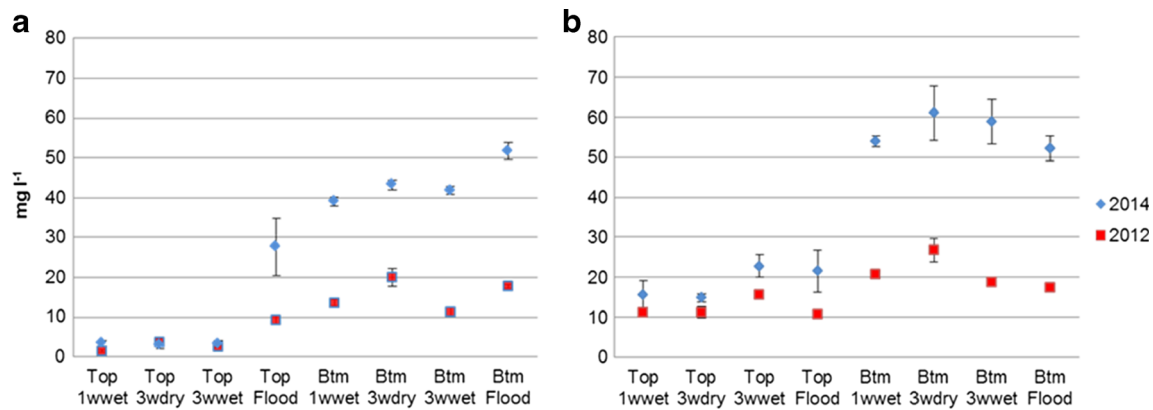 a
80
70
60
50
40
30
20
10
0
mg l-1
Top 1wwet
Top 3wdry
Top 3wwet
Top Flood
Btm 1wwet
Btm 3wdry
Btm 3wwet
Btm Flood
b
80
70
60
50
40
30
20
10
0
Top 1wwet
Top 3wdry
Top 3wwet
Top Flood
Btm 1wwet
Btm 3wdry
Btm 3wwet
Btm Flood
2014
2012